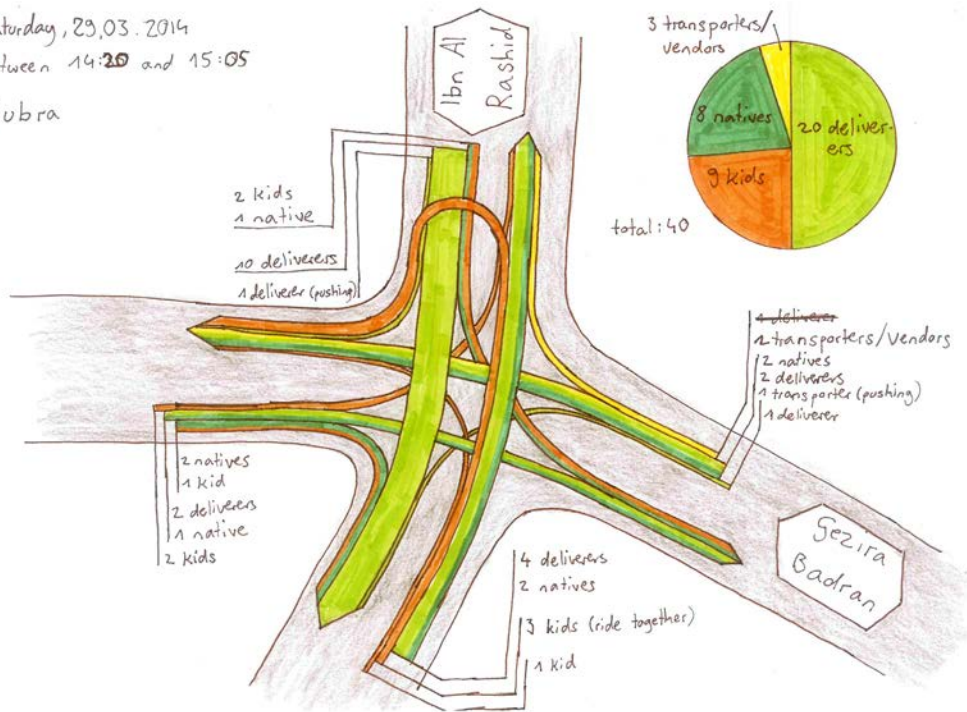 aturday, 29.03.2014
tween 14:20 and 15:05
ubra
Ibn Al
Rashid
3 transporters/
vendors
8 natives
20 deliver-
ers
9 kids
total: 40
2 kids
1 native
10 deliverers
1 deliverer (pushing)
1 deliverer
2 transporters/vendors
2 natives
2 deliverers
1 transporter (pushing)
1 deliverer
2 natives
1 kid
2 deliverers
1 native
2 kids
4 deliverers
2 natives
3 kids (ride together)
1 kid
Gezira
Badran